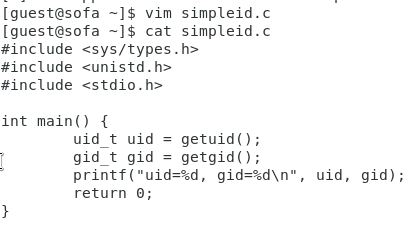 [guest@sofa ~]$ vim simpleid.c
[guest@sofa ~]$ cat simpleid.c
#include <sys/types.h>
#include <unistd.h>
#include <stdio.h>

int main() {
        uid_t uid = getuid();
        gid_t gid = getgid();
        printf("uid=%d, gid=%d\n", uid, gid);
        return 0;
}